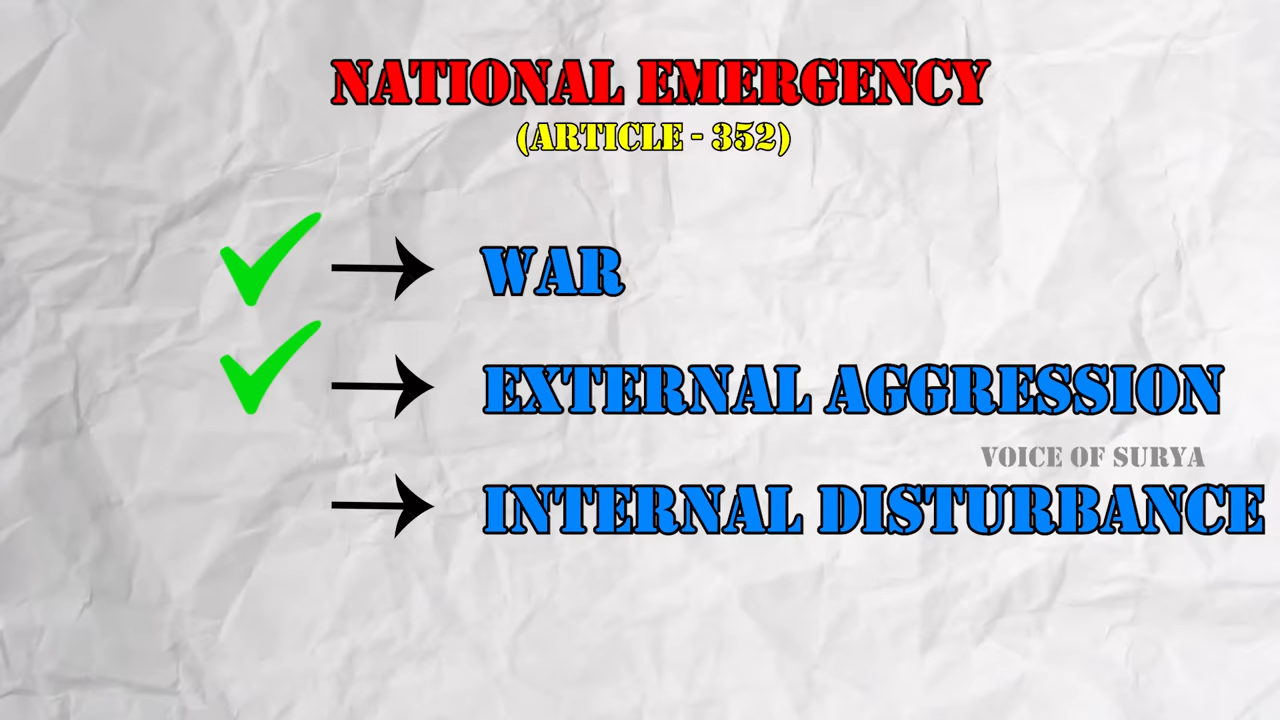 NATIONAL EMERGENCY
(ARTICLE - 352)
WAR
EXTERNAL AGGRESSION
VOICE OF SURYA
INTERNAL DISTURBANCE